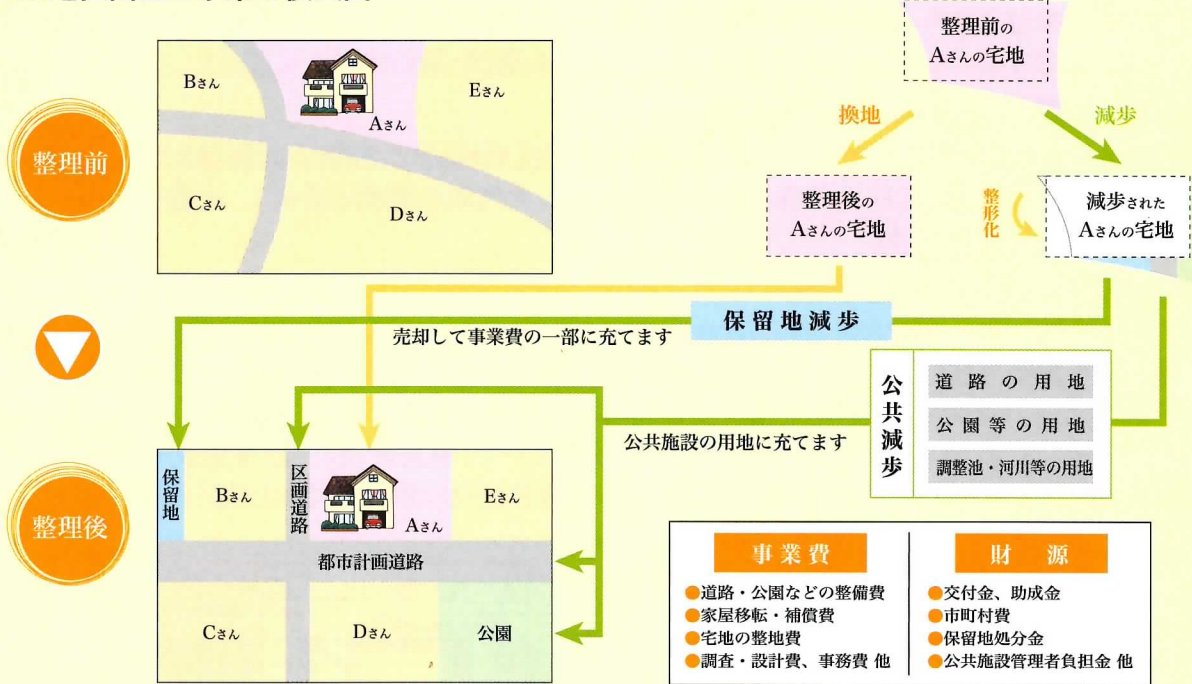 整理前
Bさん
Aさん
Eさん
Cさん
Dさん
整理前の
Aさんの宅地
換地
減歩
整理後の
Aさんの宅地
整形化
減歩された
Aさんの宅地
保留地減歩
売却して事業費の一部に充てます
公共減歩
道路の用地
公園等の用地
調整池・河川等の用地
公共施設の用地に充てます
整理後
保留地
Bさん
区画道路
Aさん
Eさん
都市計画道路
Cさん
Dさん
公園
事業費
●道路・公園などの整備費
●家屋移転・補償費
●宅地の整地費
●調査・設計費、事務費 他
財源
●交付金、助成金
●市町村費
●保留地処分金
●公共施設管理者負担金 他